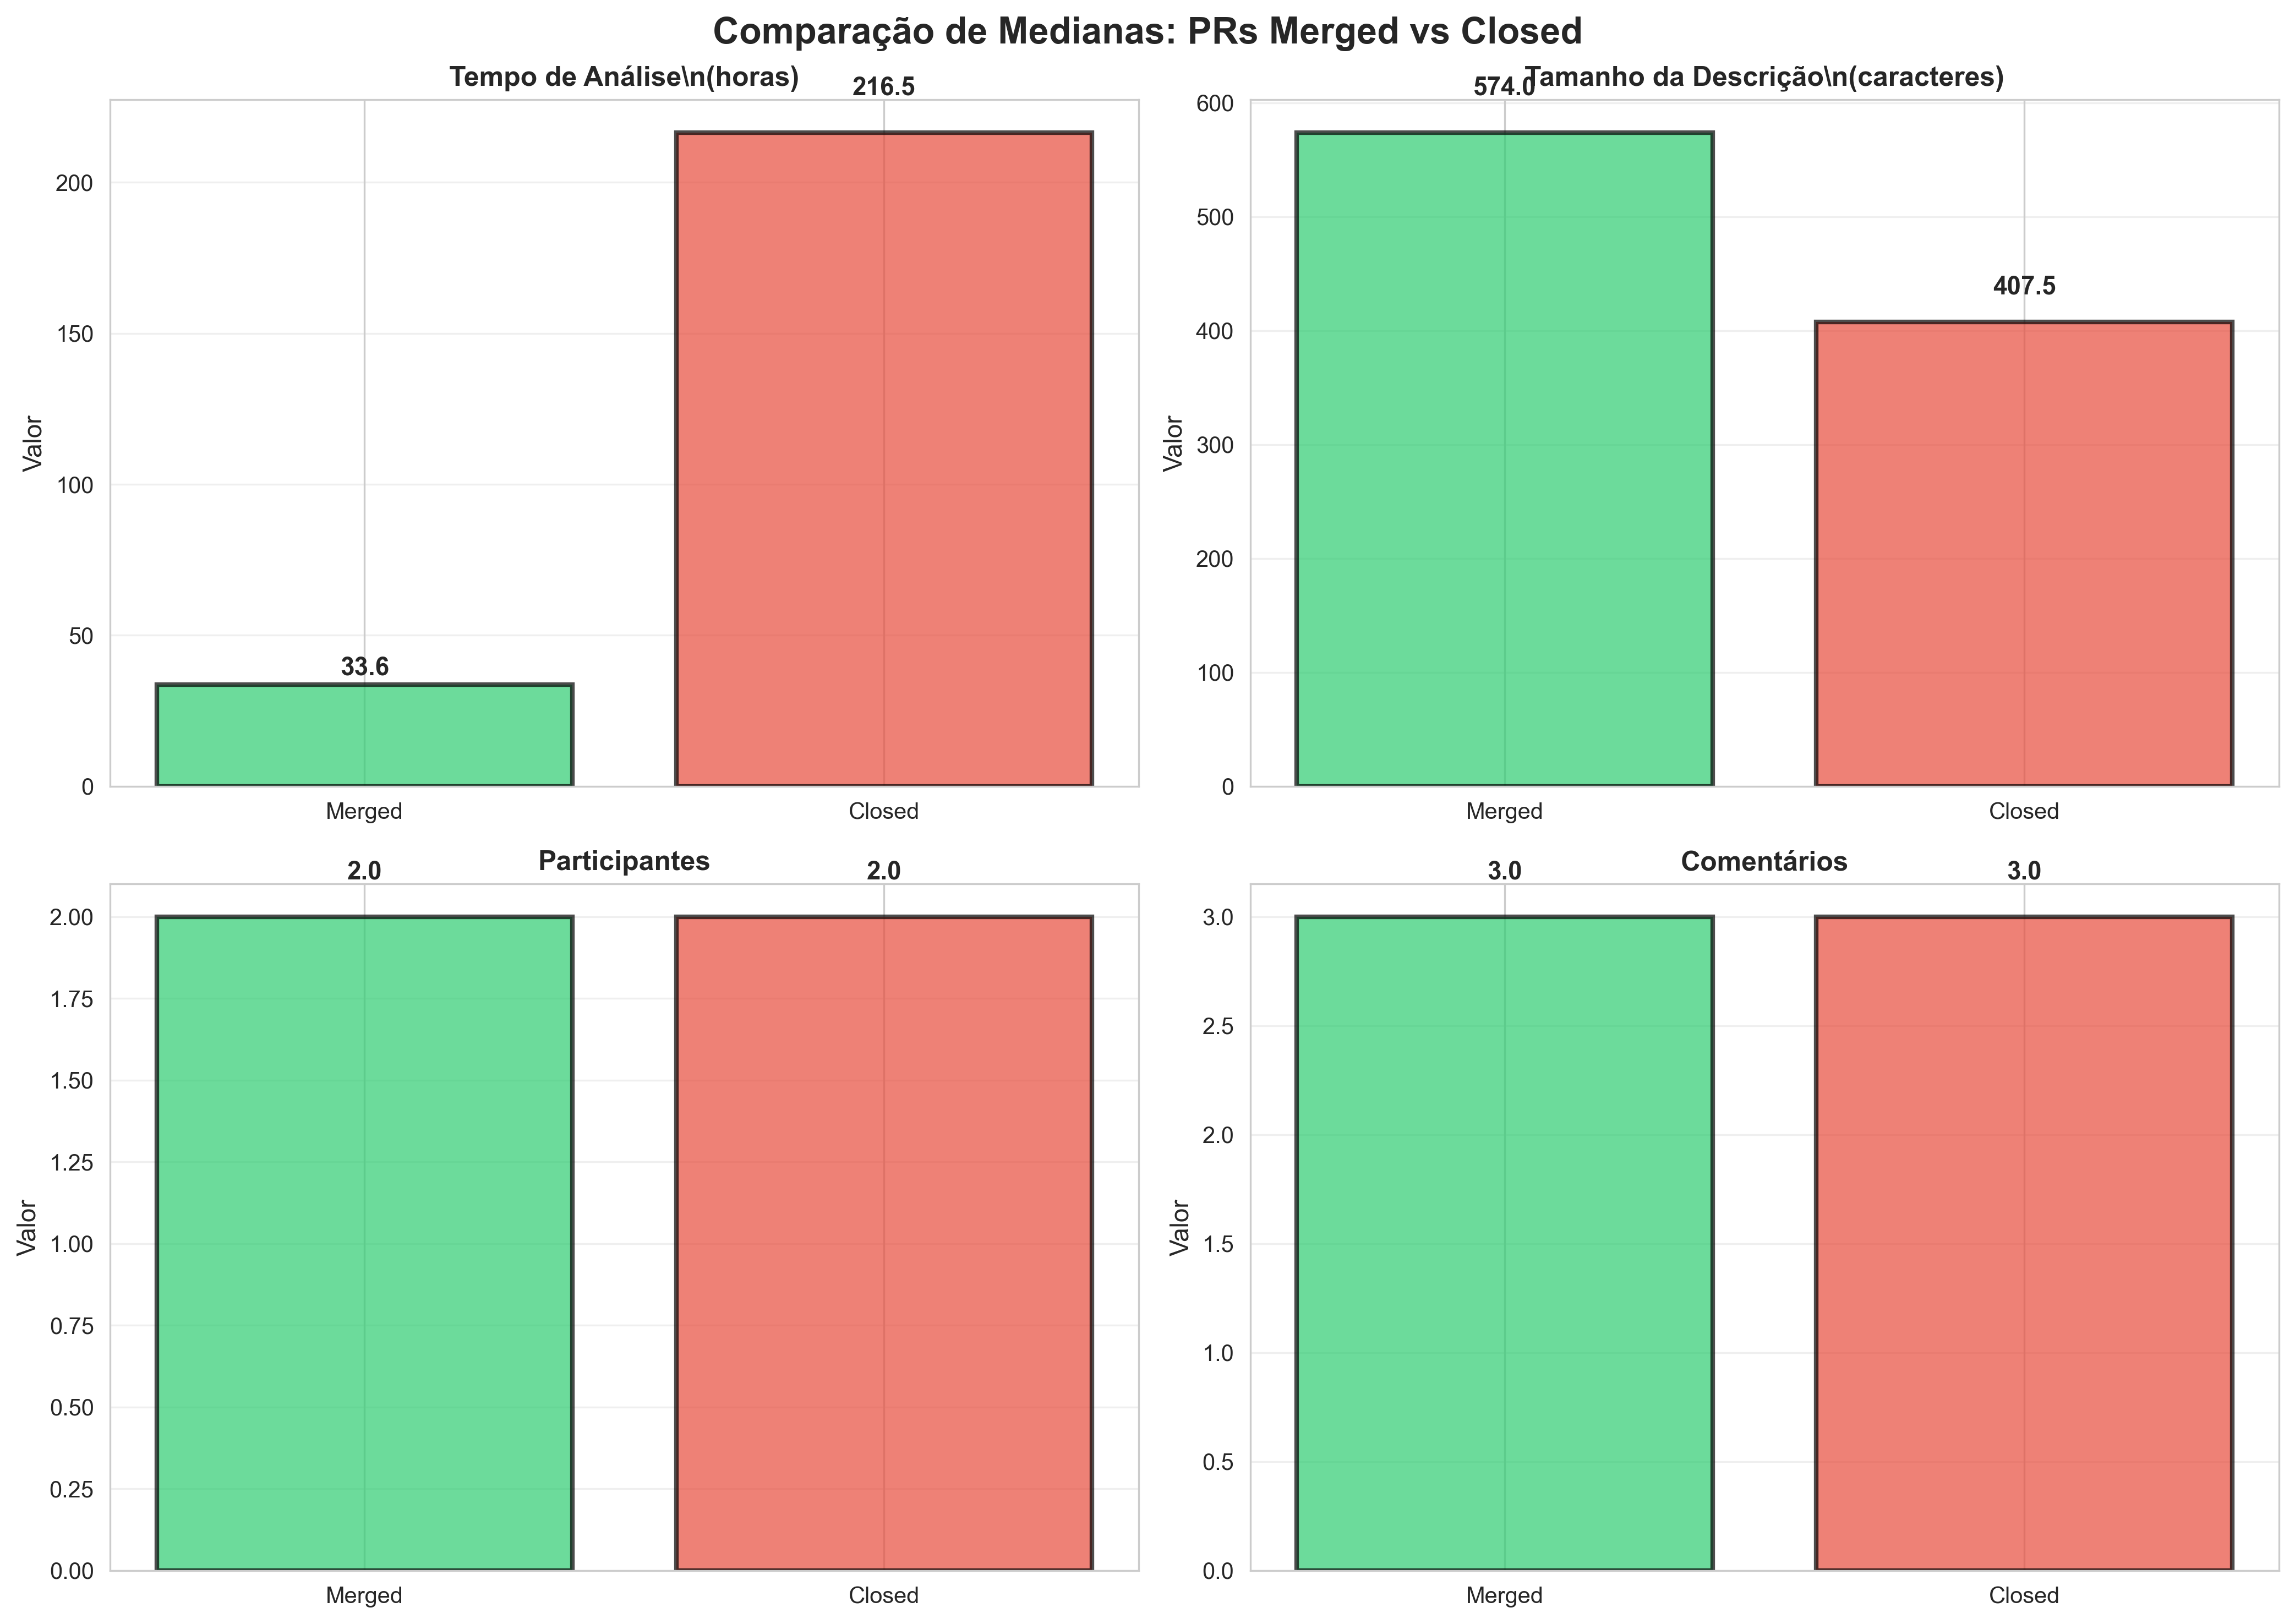 Comparação de Medianas: PRs Merged vs Closed
Tempo de Análise\n(horas)
216.5
200
150
100
50
0
33.6
Valor
Merged
Closed
574.0
Tamanho da Descrição\n(caracteres)
600
500
400
300
200
100
0
407.5
Valor
Merged
Closed
Participantes
2.0
2.0
2.00
1.75
1.50
1.25
1.00
0.75
0.50
0.25
0.00
Valor
Merged
Closed
Comentários
3.0
3.0
3.0
2.5
2.0
1.5
1.0
0.5
0.0
Valor
Merged
Closed